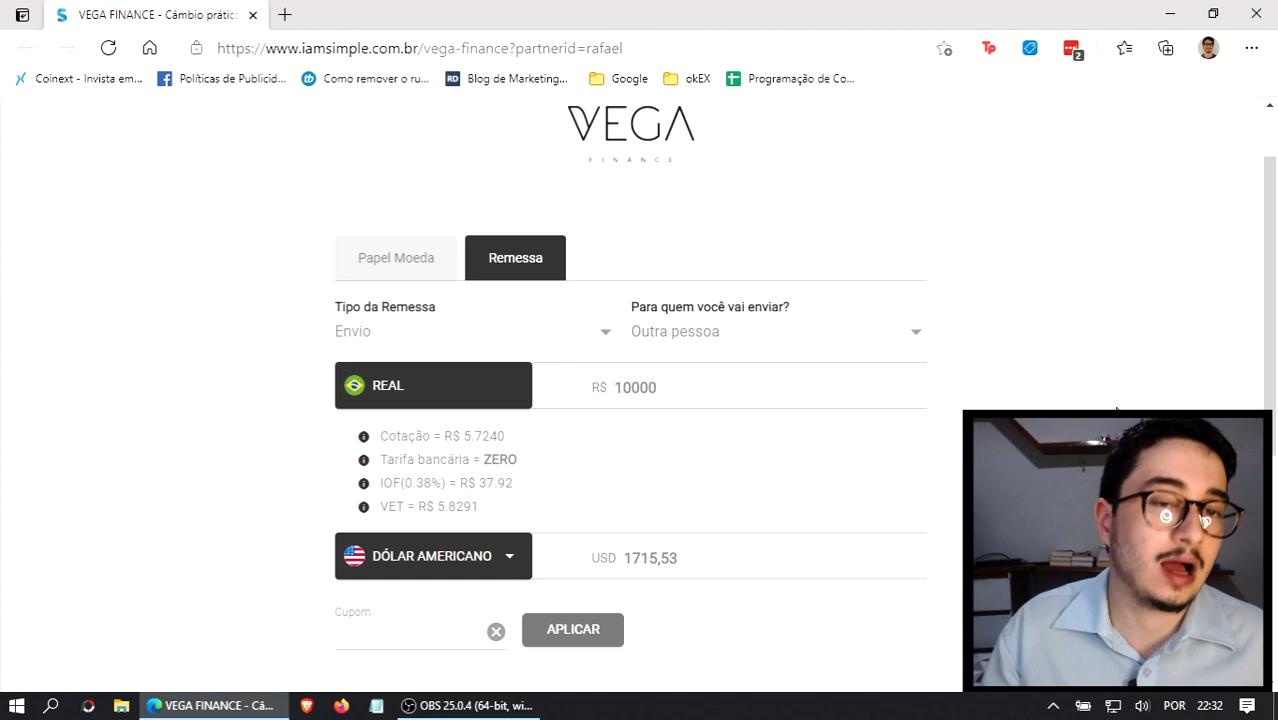 VEGA FINANCE - Câmbio prátic
https://www.iamsimple.com.br/vega-finance?partnerid=rafael
2
Coinext - Invista em...
Políticas de Publicid...
Como remover o ru...
RD Blog de Marketing...
Google
okEX
Programação de Co...
VEGA
FINANCE
Papel Moeda
Remessa
Tipo da Remessa
Para quem você vai enviar?
Envio
Outra pessoa
REAL
R$ 10000
Cotação = R$ 5.7240
Tarifa bancária = ZERO
IOF(0.38%) = R$ 37.92
VET = R$ 5.8291
DÓLAR AMERICANO
USD 1715,53
Cupom
APLICAR
VEGA FINANCE - Câ...
OBS 25.0.4 (64-bit, wi...
POR
22:32